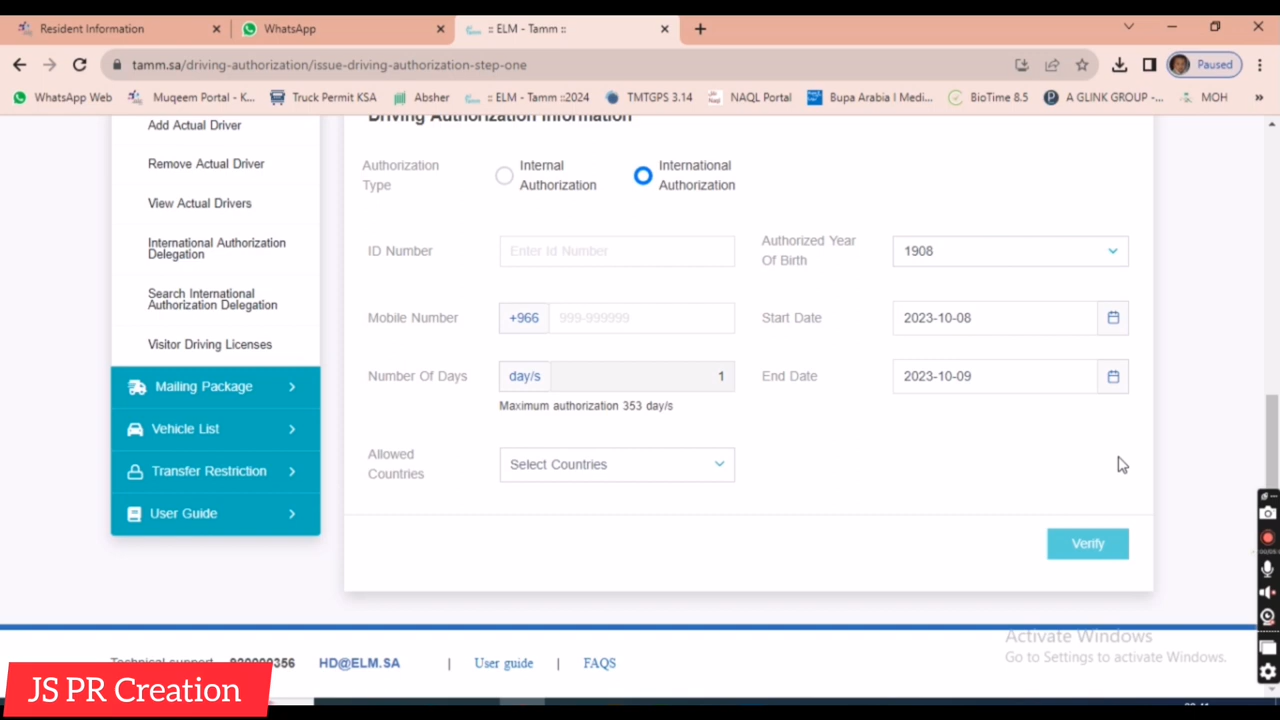 Resident Information
WhatsApp
:: ELM - Tamm ::
tamm.sa/driving-authorization/issue-driving-authorization-step-one
Paused
WhatsApp Web
Muqeem Portal - K...
Truck Permit KSA
Absher
:: ELM - Tamm ::2024
TMTGPS 3.14
NAQL Portal
Bupa Arabia I Medi...
BioTime 8.5
A GLINK GROUP -...
MOH
»
Add Actual Driver
Remove Actual Driver
View Actual Drivers
International Authorization
Delegation
Search International
Authorization Delegation
Visitor Driving Licenses
Mailing Package
Vehicle List
Transfer Restriction
User Guide
Driving Authorization Information
Authorization
Type
Internal
Authorization
International
Authorization
ID Number
Enter Id Number
Authorized Year
Of Birth
1908
Mobile Number
+966
999-999999
Start Date
2023-10-08
Number Of Days
day/s
1
End Date
2023-10-09
Maximum authorization 353 day/s
Allowed
Countries
Select Countries
Verify
Activate Windows
Go to Settings to activate Windows.
Technical support
HD@ELM.SA
|
User guide
|
FAQS
JS PR Creation